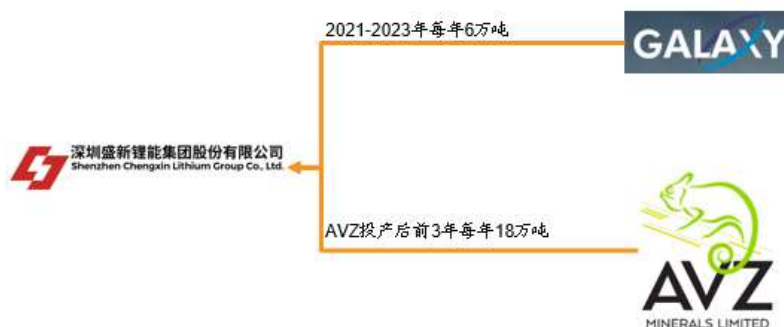 2021-2023年每年6万吨
GALAXY
深圳盛新锂能集团股份有限公司
Shenzhen Chengxin Lithium Group Co., Ltd.
AVZ投产后前3年每年18万吨
AVZ
MINERALS LIMITED